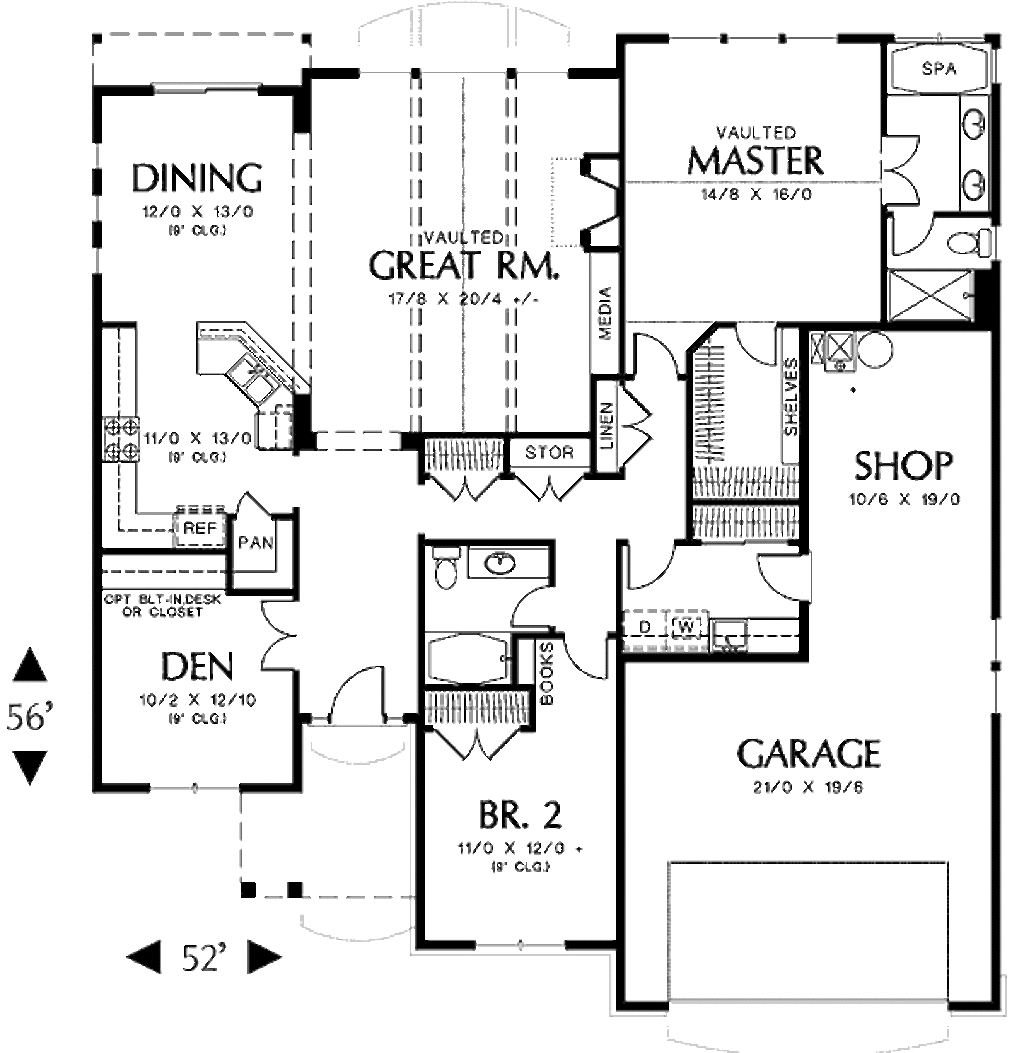 SPA
VAULTED
MASTER
14/8 X 16/0
DINING
12/0 X 13/0
(9' CLG.)
VAULTED
GREAT RM.
17/8 X 20/4 +/-
MEDIA
SHELVES
LINEN
11/0 X 13/0
(9' CLG.)
STOR
SHOP
10/6 X 19/0
REF
PAN
OPT BLT-IN DESK
OR CLOSET
D
W
BOOKS
DEN
10/2 X 12/10
(9' CLG.)
56'
GARAGE
21/0 X 19/6
BR. 2
11/0 X 12/0 +
(9' CLG.)
52'